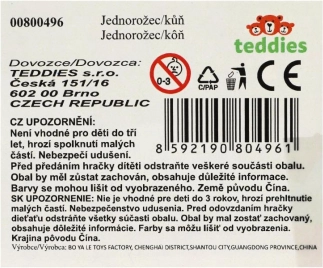 00800496
Jednorožec/kůň
Jednorožec/kôň
teddies
Dovozce/Dovozca:
TEDDIES s.r.o.
Česká 151/16
602 00 Brno
CZECH REPUBLIC
0-3
C/PAP
8592190804961
CZ UPOZORNĚNÍ:
Není vhodné pro děti do tří
let, hrozí spolknutí malých
částí. Nebezpečí udušení.
Před předáním hračky dítěti odstraňte veškeré součásti obalu.
Obal by měl zůstat zachován, obsahuje důležité informace.
Barvy se mohou lišit od vyobrazeného. Země původu Čína.
SK UPOZORNENIE: Nie je vhodné pre deti do 3 rokov, hrozí prehltnutie
malých častí. Nebezpečenstvo udusenia. Pred odovzdaním hračky
dieťaťu odstráňte všetky súčasti obalu. Obal by mal zostať zachovaný,
obsahuje dôležité informácie. Farby sa môžu líšiť od vyobrazeného.
Krajina pôvodu Čína.
Výrobce/Výrobca: BO YA LE TOYS FACTORY, CHENGHAI DISTRICT,SHANTOU CITY,GUANGDONG PROVINCE,CHINA